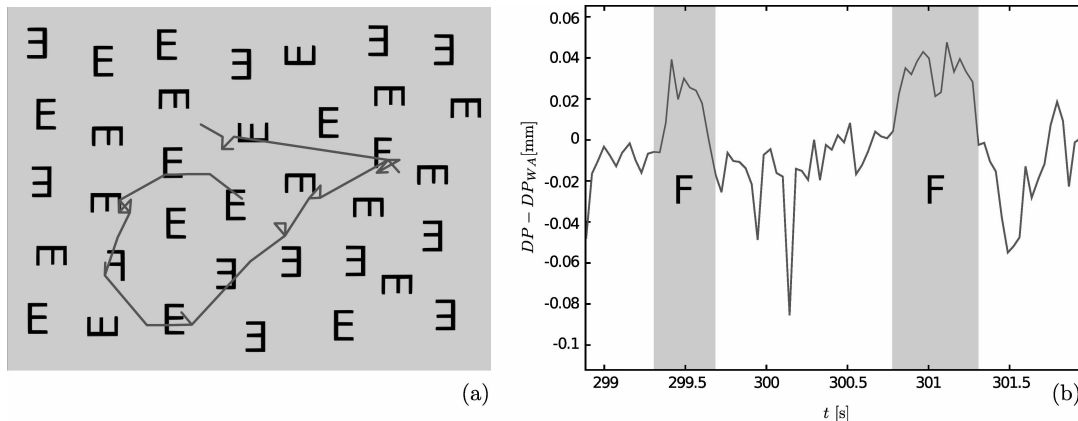 E E E E E E E
E E E E E E E
E E E E E F E
E F E E E E E
E E E E E E E E
(a)
0.06
0.04
0.02
0
-0.02
-0.04
-0.06
-0.08
-0.1
DP − DP_WA [mm]
F F
299 299.5 300 300.5 301 301.5
t [s]
(b)